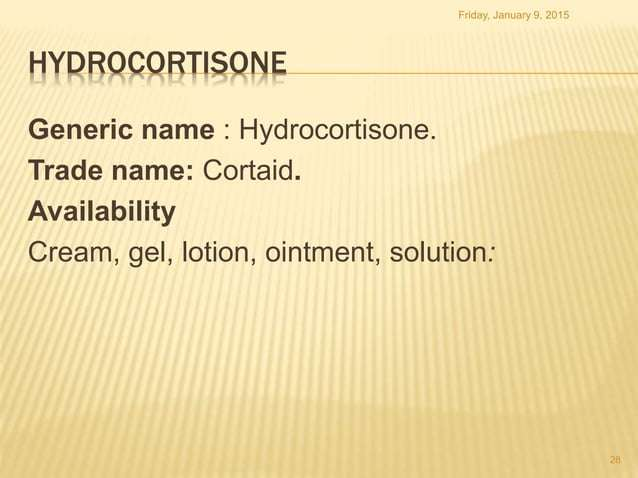 Friday, January 9, 2015
HYDROCORTISONE
Generic name : Hydrocortisone.
Trade name: Cortaid.
Availability
Cream, gel, lotion, ointment, solution:
28